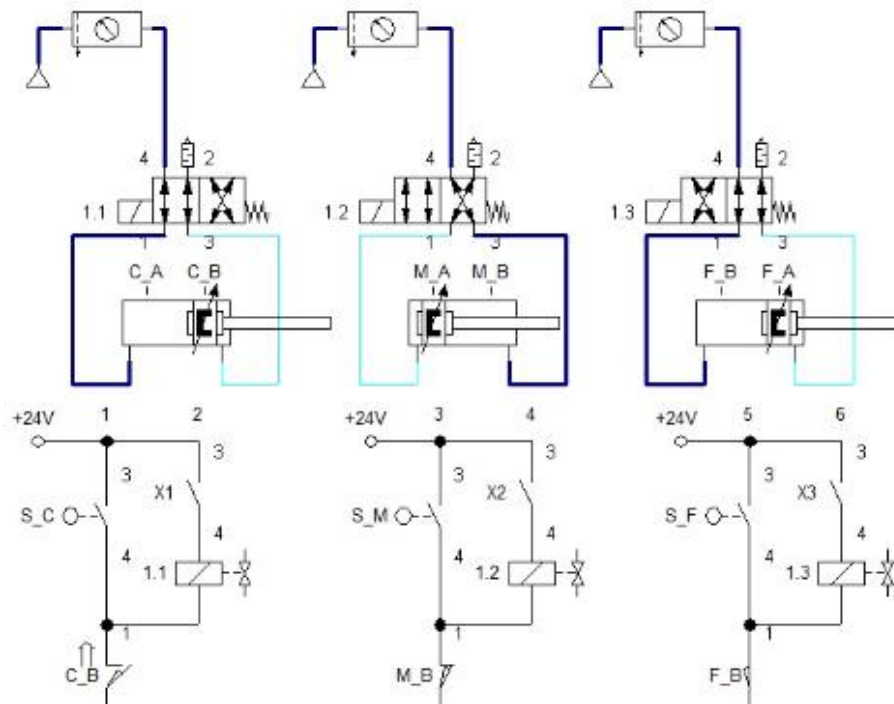 4 2 4 2 4 2
1.1 1.2 1.3
1 3 1 3 1 3
C_A C_B M_A M_B F_B F_A
+24V 1 2 +24V 3 4 +24V 5 6
3 3 3
3 3 3
X1 X2 X3
S_C S_M S_F
4 4 4
4 4 4
1.1 1.2 1.3
1 1 1
C_B M_B F_B